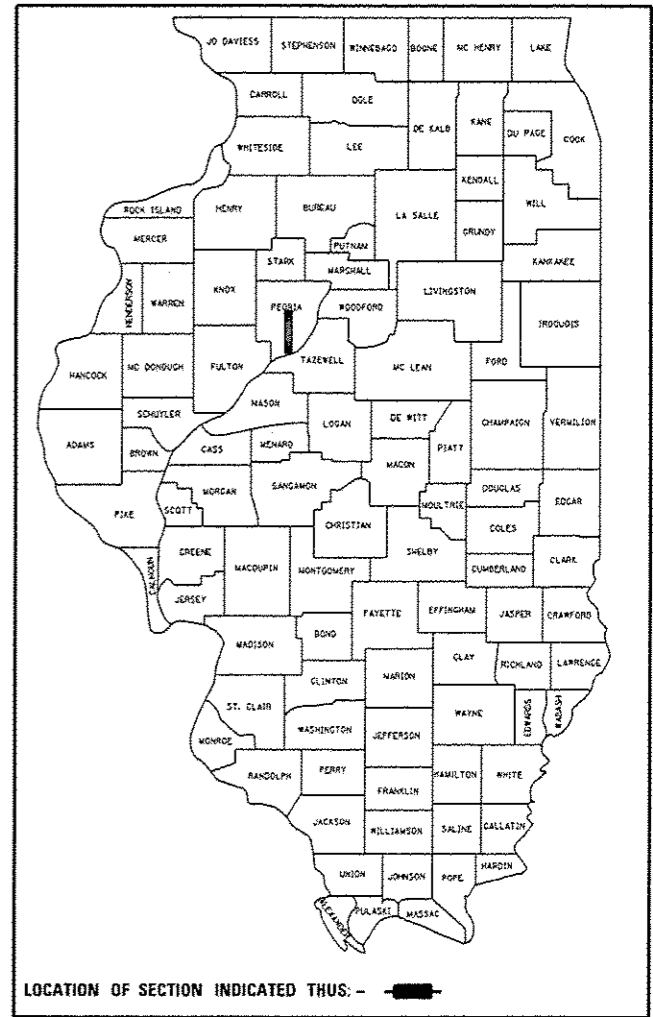 JO DAVIESS STEPHENSON WINNEBAGO BOONE MC HENRY LAKE
CARROLL OGLE DE KALB KANE DU PAGE COOK
WHITESIDE LEE KENDALL WILL
ROCK ISLAND HENRY BUREAU LA SALLE GRUNDY
MERCER PUTNAM KANKAKEE
STARK MARSHALL
HENDERSON WARREN KNOX PEORIA WOODFORD LIVINGSTON IROQUOIS
HANCOCK MC DONOUGH FULTON TAZEWELL MC LEAN FORD
SCHUYLER MASON LOGAN DE WITT CHAMPAIGN VERMILION
ADAMS BROWN CASS MENARD MACON PIATT
PIKE SCOTT MORGAN SANGAMON CHRISTIAN MOULTRIE DOUGLAS EDGAR
COLES
CALHOUN GREENE MACOUPIN MONTGOMERY SHELBY CUMBERLAND CLARK
JERSEY FAYETTE EFFINGHAM JASPER CRAWFORD
MADISON BOND CLAY RICHLAND LAWRENCE
CLINTON MARION
ST. CLAIR WASHINGTON JEFFERSON WAYNE EDWARDS WABASH
MONROE RANDOLPH PERRY HAMILTON WHITE
FRANKLIN
JACKSON WILLIAMSON SALINE GALLATIN
UNION JOHNSON POPE HARDIN
ALEXANDER PULASKI MASSAC
LOCATION OF SECTION INDICATED THUS: -